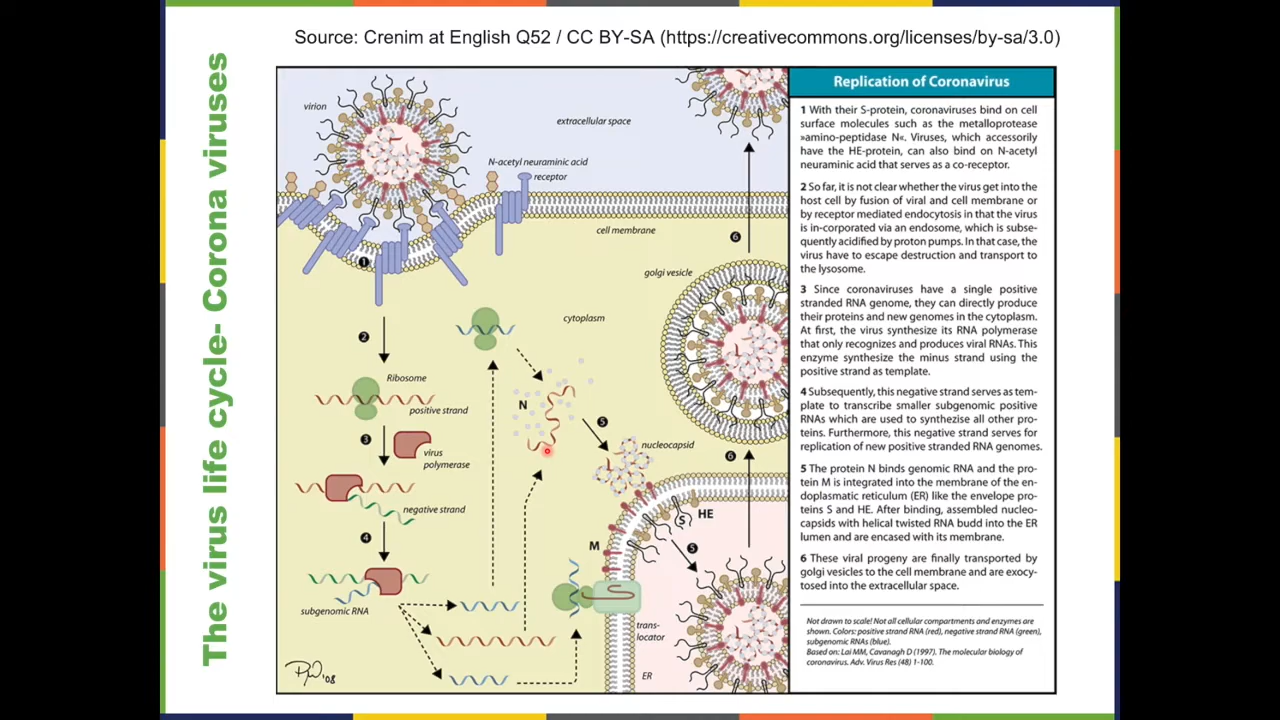 Source: Crenim at English Q52 / CC BY-SA (https://creativecommons.org/licenses/by-sa/3.0)
The virus life cycle- Corona viruses
virion
extracellular space
N-acetyl neuraminic acid
receptor
cell membrane
1
6
golgi vesicle
cytoplasm
2
Ribosome
positive strand
N
5
3
virus
polymerase
nucleocapsid
6
negative strand
HE
S
4
M
5
subgenomic RNA
trans-
locator
ER
'08
Replication of Coronavirus
1 With their S-protein, coronaviruses bind on cell
surface molecules such as the metalloprotease
»amino-peptidase N«. Viruses, which accessorily
have the HE-protein, can also bind on N-acetyl
neuraminic acid that serves as a co-receptor.
2 So far, it is not clear whether the virus get into the
host cell by fusion of viral and cell membrane or
by receptor mediated endocytosis in that the virus
is in-corporated via an endosome, which is subse-
quently acidified by proton pumps. In that case, the
virus have to escape destruction and transport to
the lysosome.
3 Since coronaviruses have a single positive
stranded RNA genome, they can directly produce
their proteins and new genomes in the cytoplasm.
At first, the virus synthesize its RNA polymerase
that only recognizes and produces viral RNAs. This
enzyme synthesize the minus strand using the
positive strand as template.
4 Subsequently, this negative strand serves as tem-
plate to transcribe smaller subgenomic positive
RNAs which are used to synthezise all other pro-
teins. Furthermore, this negative strand serves for
replication of new positive stranded RNA genomes.
5 The protein N binds genomic RNA and the pro-
tein M is integrated into the membrane of the en-
doplasmatic reticulum (ER) like the envelope pro-
teins S and HE. After binding, assembled nucleo-
capsids with helical twisted RNA budd into the ER
lumen and are encased with its membrane.
6 These viral progeny are finally transported by
golgi vesicles to the cell membrane and are exocy-
tosed into the extracellular space.
Not drawn to scale! Not all cellular compartments and enzymes are
shown. Colors: positive strand RNA (red), negative strand RNA (green),
subgenomic RNAs (blue).
Based on: Lai MM, Cavanagh D (1997). The molecular biology of
coronavirus. Adv. Virus Res (48) 1-100.